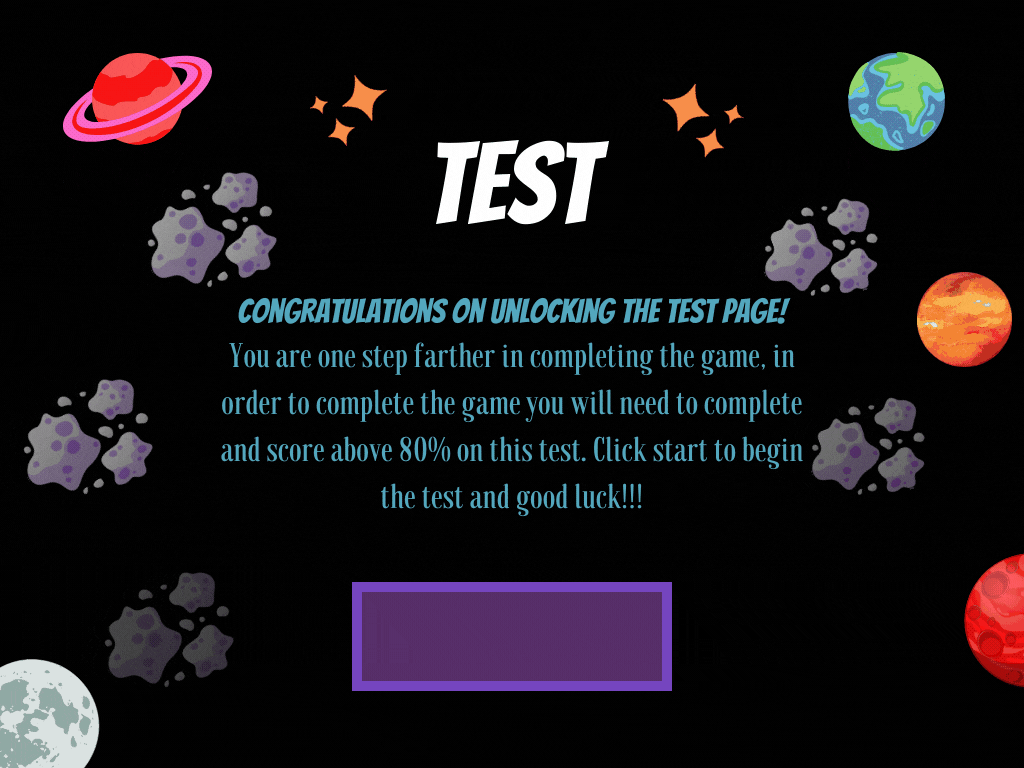 TEST
CONGRATULATIONS ON UNLOCKING THE TEST PAGE!
You are one step farther in completing the game, in
order to complete the game you will need to complete
and score above 80% on this test. Click start to begin
the test and good luck!!!